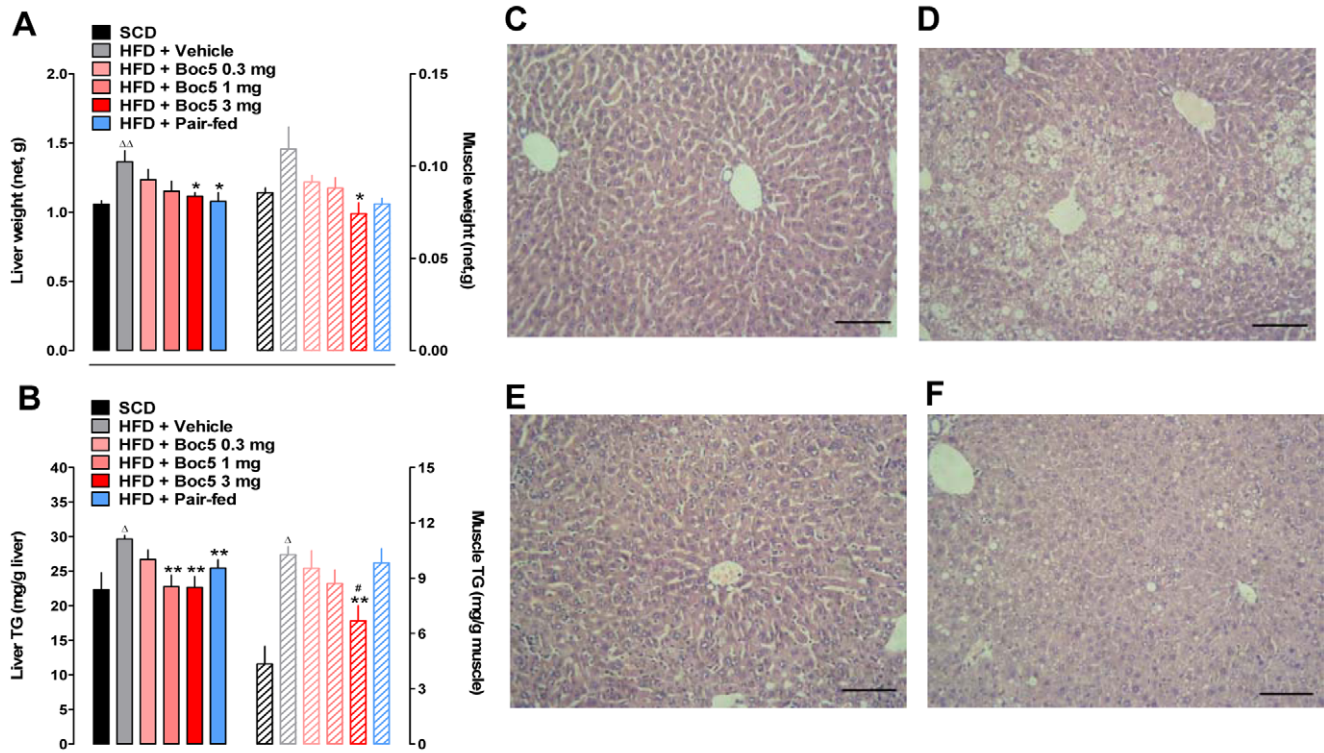 A
SCD
HFD + Vehicle
HFD + Boc5 0.3 mg
HFD + Boc5 1 mg
HFD + Boc5 3 mg
HFD + Pair-fed
Liver weight (net, g)
2.0
1.5
1.0
0.5
0.0
ΔΔ
*
*
*
0.15
0.10
0.05
0.00
Muscle weight (net,g)
B
SCD
HFD + Vehicle
HFD + Boc5 0.3 mg
HFD + Boc5 1 mg
HFD + Boc5 3 mg
HFD + Pair-fed
Liver TG (mg/g liver)
40
35
30
25
20
15
10
5
0
Δ
**
**
**
Δ
#
**
15
12
9
6
3
0
Muscle TG (mg/g muscle)
C
D
E
F